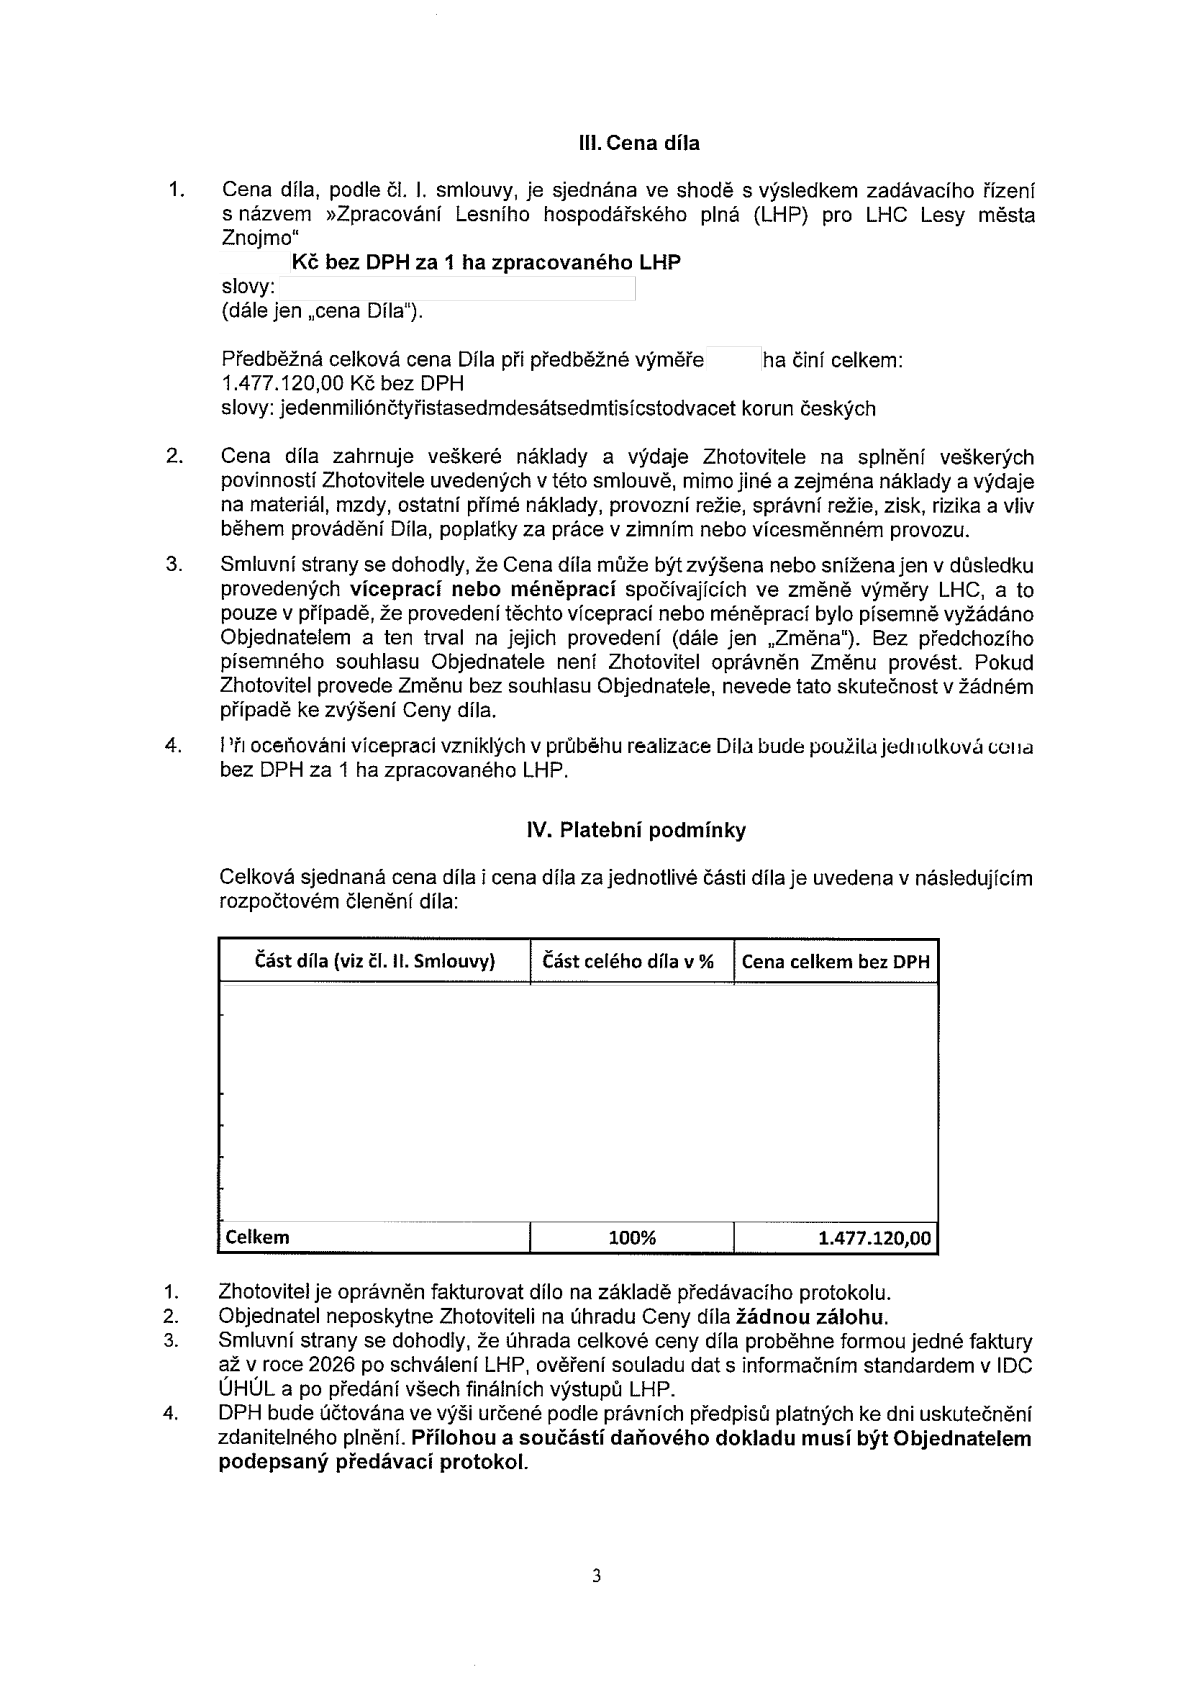 III. Cena díla
1. Cena díla, podle čl. I. smlouvy, je sjednána ve shodě s výsledkem zadávacího řízení
s názvem »Zpracování Lesního hospodářského plná (LHP) pro LHC Lesy města
Znojmo“
Kč bez DPH za 1 ha zpracovaného LHP
slovy:
(dále jen „cena Díla“).
Předběžná celková cena Díla při předběžné výměře ha činí celkem:
1.477.120,00 Kč bez DPH
slovy: jedenmiliónčtyřistasedmdesátsedmtisícstodvacet korun českých
2. Cena díla zahrnuje veškeré náklady a výdaje Zhotovitele na splnění veškerých
povinností Zhotovitele uvedených v této smlouvě, mimo jiné a zejména náklady a výdaje
na materiál, mzdy, ostatní přímé náklady, provozní režie, správní režie, zisk, rizika a vliv
během provádění Díla, poplatky za práce v zimním nebo vícesměnném provozu.
3. Smluvní strany se dohodly, že Cena díla může být zvýšena nebo snížena jen v důsledku
provedených víceprací nebo méněprací spočívajících ve změně výměry LHC, a to
pouze v případě, že provedení těchto víceprací nebo méněprací bylo písemně vyžádáno
Objednatelem a ten trval na jejich provedení (dále jen „Změna“). Bez předchozího
písemného souhlasu Objednatele není Zhotovitel oprávněn Změnu provést. Pokud
Zhotovitel provede Změnu bez souhlasu Objednatele, nevede tato skutečnost v žádném
případě ke zvýšení Ceny díla.
4. Při oceňování víceprací vzniklých v průběhu realizace Díla bude použita jednotková cena
bez DPH za 1 ha zpracovaného LHP.
IV. Platební podmínky
Celková sjednaná cena díla i cena díla za jednotlivé části díla je uvedena v následujícím
rozpočtovém členění díla:
Část díla (viz čl. II. Smlouvy) Část celého díla v % Cena celkem bez DPH
Celkem 100% 1.477.120,00
1. Zhotovitel je oprávněn fakturovat dílo na základě předávacího protokolu.
2. Objednatel neposkytne Zhotoviteli na úhradu Ceny díla žádnou zálohu.
3. Smluvní strany se dohodly, že úhrada celkové ceny díla proběhne formou jedné faktury
až v roce 2026 po schválení LHP, ověření souladu dat s informačním standardem v IDC
ÚHÚL a po předání všech finálních výstupů LHP.
4. DPH bude účtována ve výši určené podle právních předpisů platných ke dni uskutečnění
zdanitelného plnění. Přílohou a součástí daňového dokladu musí být Objednatelem
podepsaný předávací protokol.
3